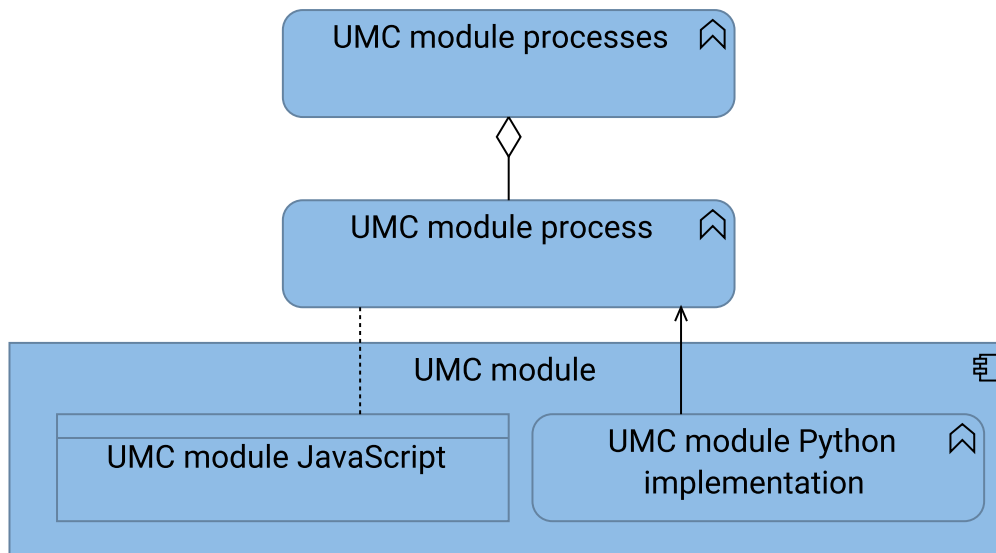 UMC module processes
UMC module process
UMC module
UMC module JavaScript
UMC module Python
implementation